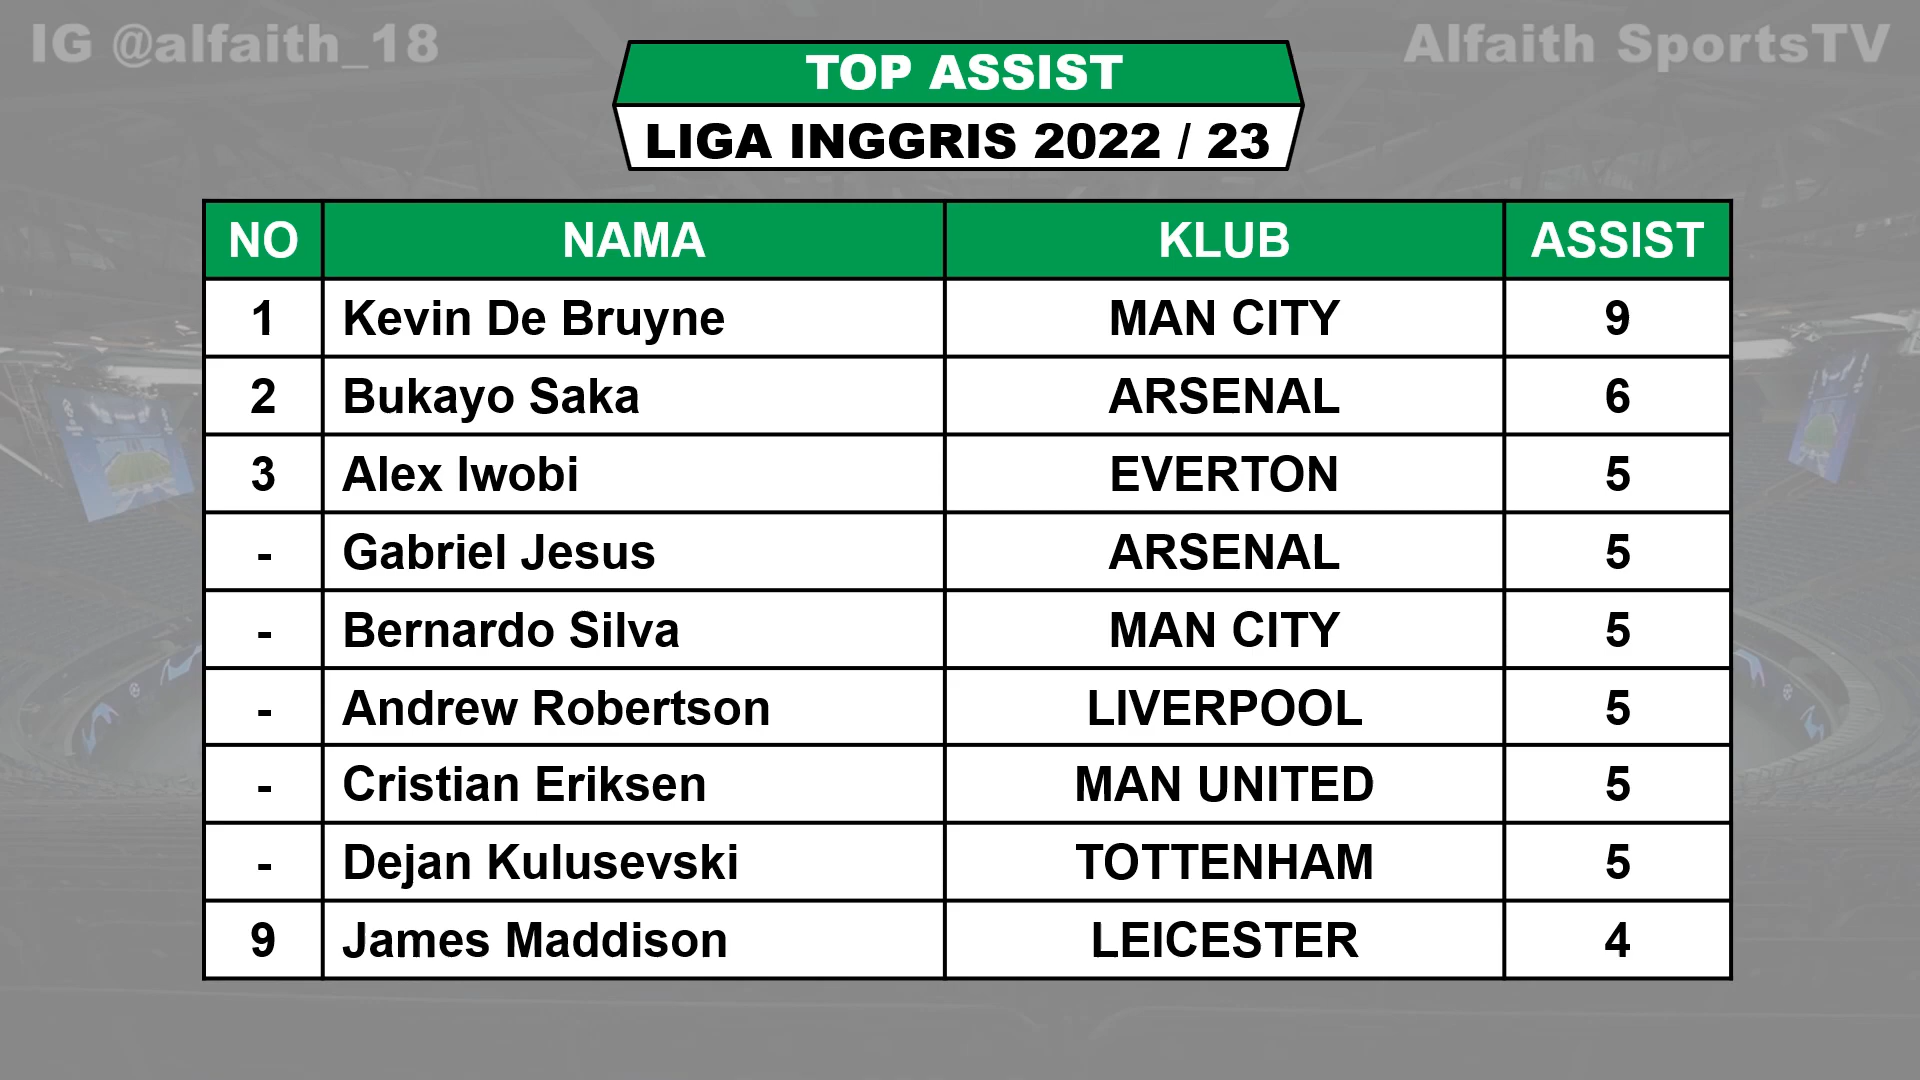 IG @alfaith_18
Alfaith SportsTV
TOP ASSIST
LIGA INGGRIS 2022 / 23
NO NAMA KLUB ASSIST
1 Kevin De Bruyne MAN CITY 9
2 Bukayo Saka ARSENAL 6
3 Alex Iwobi EVERTON 5
- Gabriel Jesus ARSENAL 5
- Bernardo Silva MAN CITY 5
- Andrew Robertson LIVERPOOL 5
- Cristian Eriksen MAN UNITED 5
- Dejan Kulusevski TOTTENHAM 5
9 James Maddison LEICESTER 4